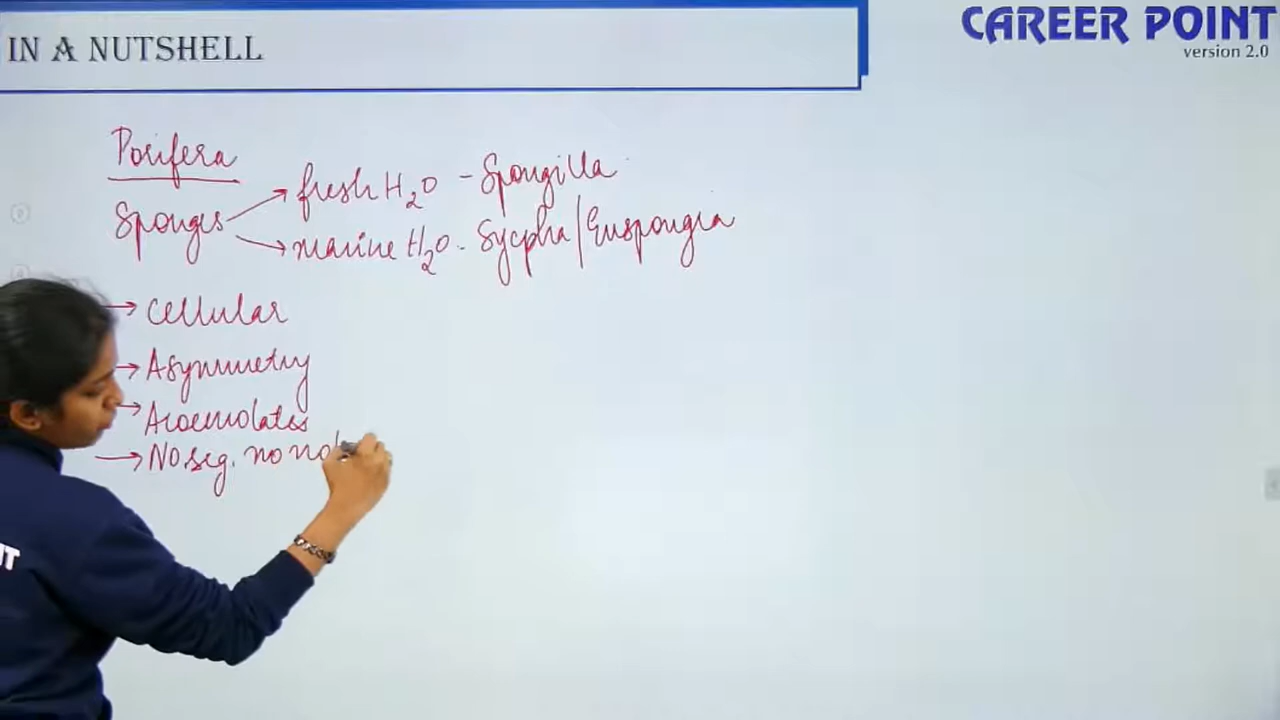 IN A NUTSHELL
CAREER POINT
version 2.0
Porifera
Sponges
→ fresh H₂O - Spongilla
→ marine H₂O - Sycpha/Euspongia
→ Cellular
→ Asymmetry
→ Acoemolates
→ No seg. no